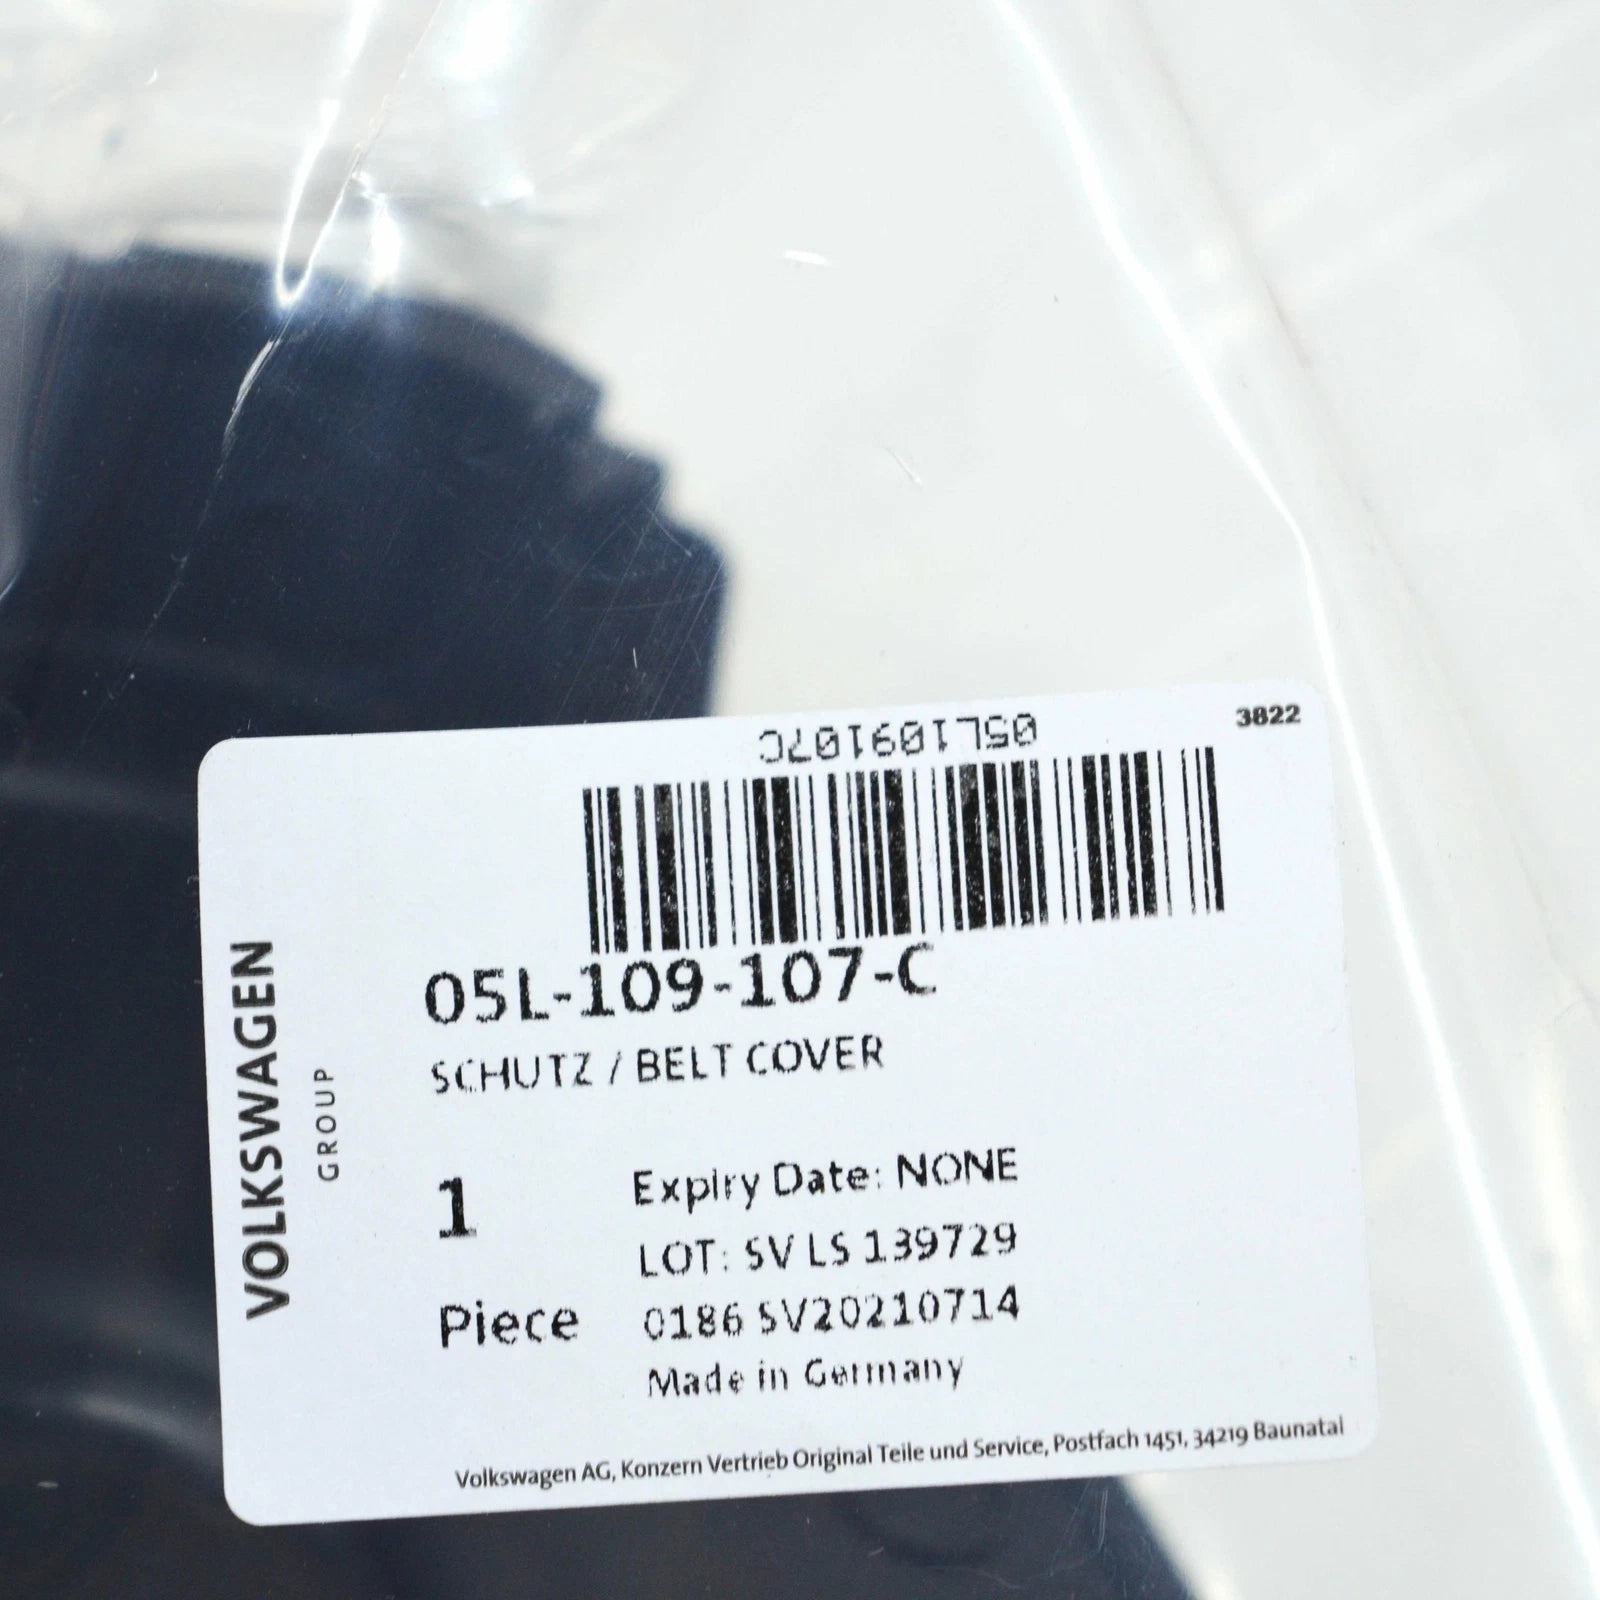 05L109107C
3822
05L-109-107-C
SCHUTZ / BELT COVER
VOLKSWAGEN
GROUP
1
Piece
Expiry Date: NONE
LOT: SV LS 139729
0186 SV20210714
Made in Germany
Volkswagen AG, Konzern Vertrieb Original Teile und Service, Postfach 1451, 34219 Baunatal